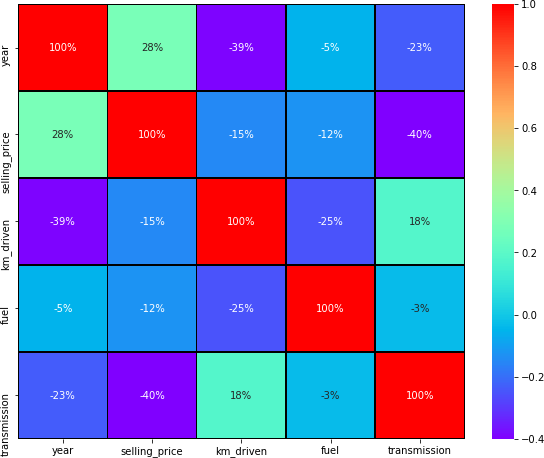 year 100% 28% -39% -5% -23%
selling_price 28% 100% -15% -12% -40%
km_driven -39% -15% 100% -25% 18%
fuel -5% -12% -25% 100% -3%
transmission -23% -40% 18% -3% 100%
year selling_price km_driven fuel transmission
1.0
0.8
0.6
0.4
0.2
0.0
−0.2
−0.4